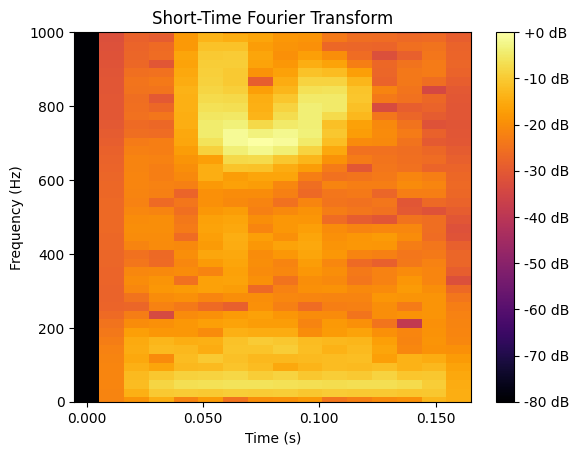 Short-Time Fourier Transform
1000
800
600
400
200
0
Frequency (Hz)
0.000
0.050
0.100
0.150
Time (s)
+0 dB
-10 dB
-20 dB
-30 dB
-40 dB
-50 dB
-60 dB
-70 dB
-80 dB